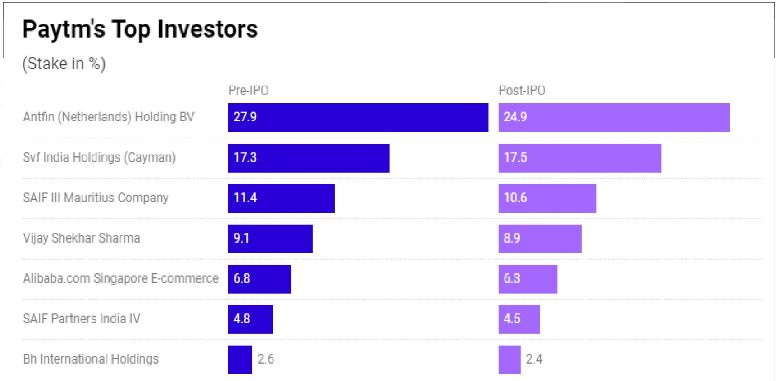 Paytm's Top Investors
(Stake in %)
Pre-IPO Post-IPO
Antfin (Netherlands) Holding BV 27.9 24.9
Svf India Holdings (Cayman) 17.3 17.5
SAIF III Mauritius Company 11.4 10.6
Vijay Shekhar Sharma 9.1 8.9
Alibaba.com Singapore E-commerce 6.8 6.3
SAIF Partners India IV 4.8 4.5
Bh International Holdings 2.6 2.4